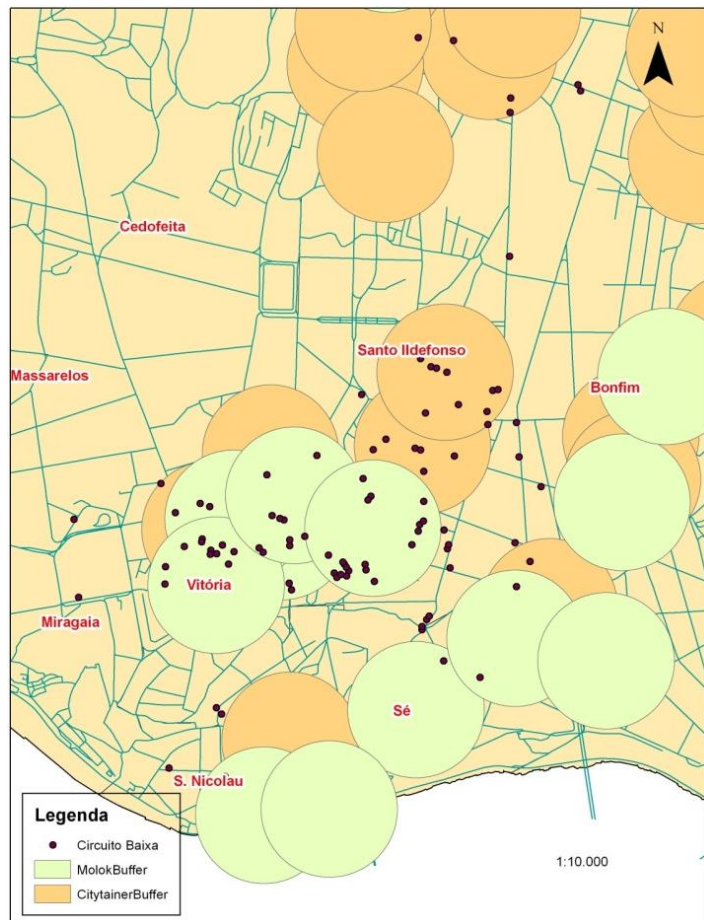 N
Cedofeita
Santo Ildefonso
Massarelos
Bonfim
Vitória
Miragaia
Sé
S. Nicolau
Legenda
Circuito Baixa
MolokBuffer
CitytainerBuffer
1:10.000